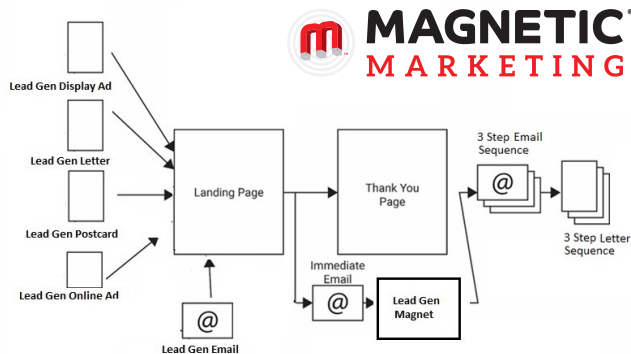 MAGNETIC®
MARKETING
m
™
Lead Gen Display Ad
Lead Gen Letter
Lead Gen Postcard
Lead Gen Online Ad
@
Lead Gen Email
Landing Page
Thank You
Page
Immediate
Email
@
Lead Gen
Magnet
3 Step Email
Sequence
@
3 Step Letter
Sequence